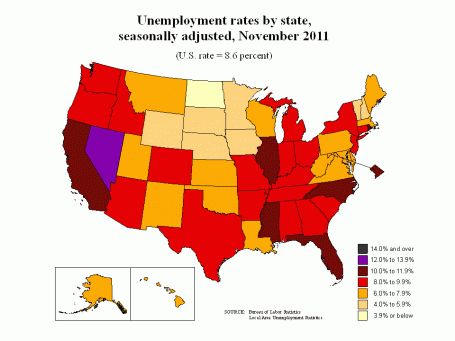 Unemployment rates by state,
seasonally adjusted, November 2011
(U.S. rate = 8.6 percent)
14.0% and over
12.0% to 13.9%
10.0% to 11.9%
8.0% to 9.9%
6.0% to 7.9%
4.0% to 5.9%
3.9% or below
SOURCE: Bureau of Labor Statistics
Local Area Unemployment Statistics